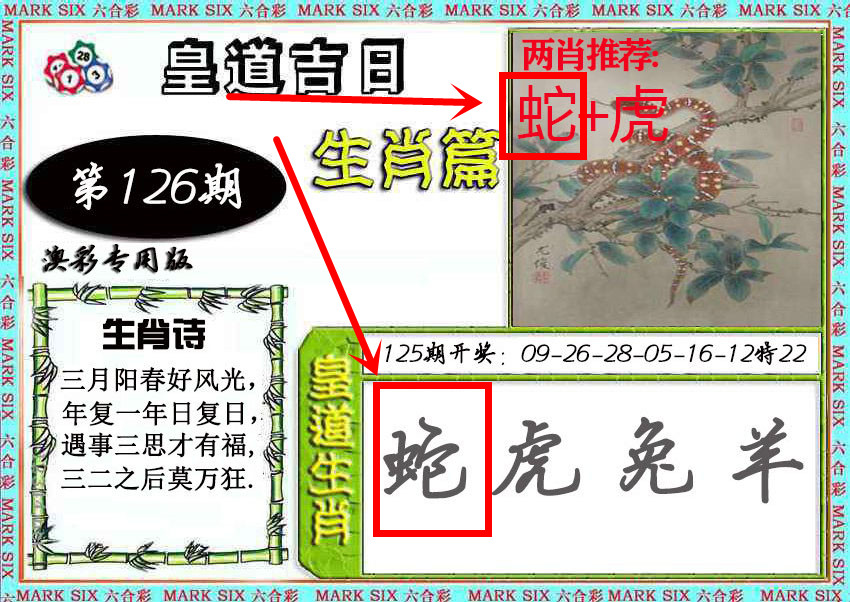 MARK SIX 六合彩 MARK SIX 六合彩 MARK SIX 六合彩 MARK SIX 六合彩 MARK SIX 六合彩 MARK SIX 六合彩
28
1
3
皇道吉日
两肖推荐:
蛇+虎
生肖篇
第126期
澳彩专用版
生肖诗
三月阳春好风光，
年复一年日复日，
遇事三思才有福，
三二之后莫万狂.
125期开奖：09-26-28-05-16-12特22
皇道生肖
蛇 虎 兔 羊
MARK SIX 六合彩 MARK SIX 六合彩 MARK SIX 六合彩 MARK SIX 六合彩 MARK SIX 六合彩